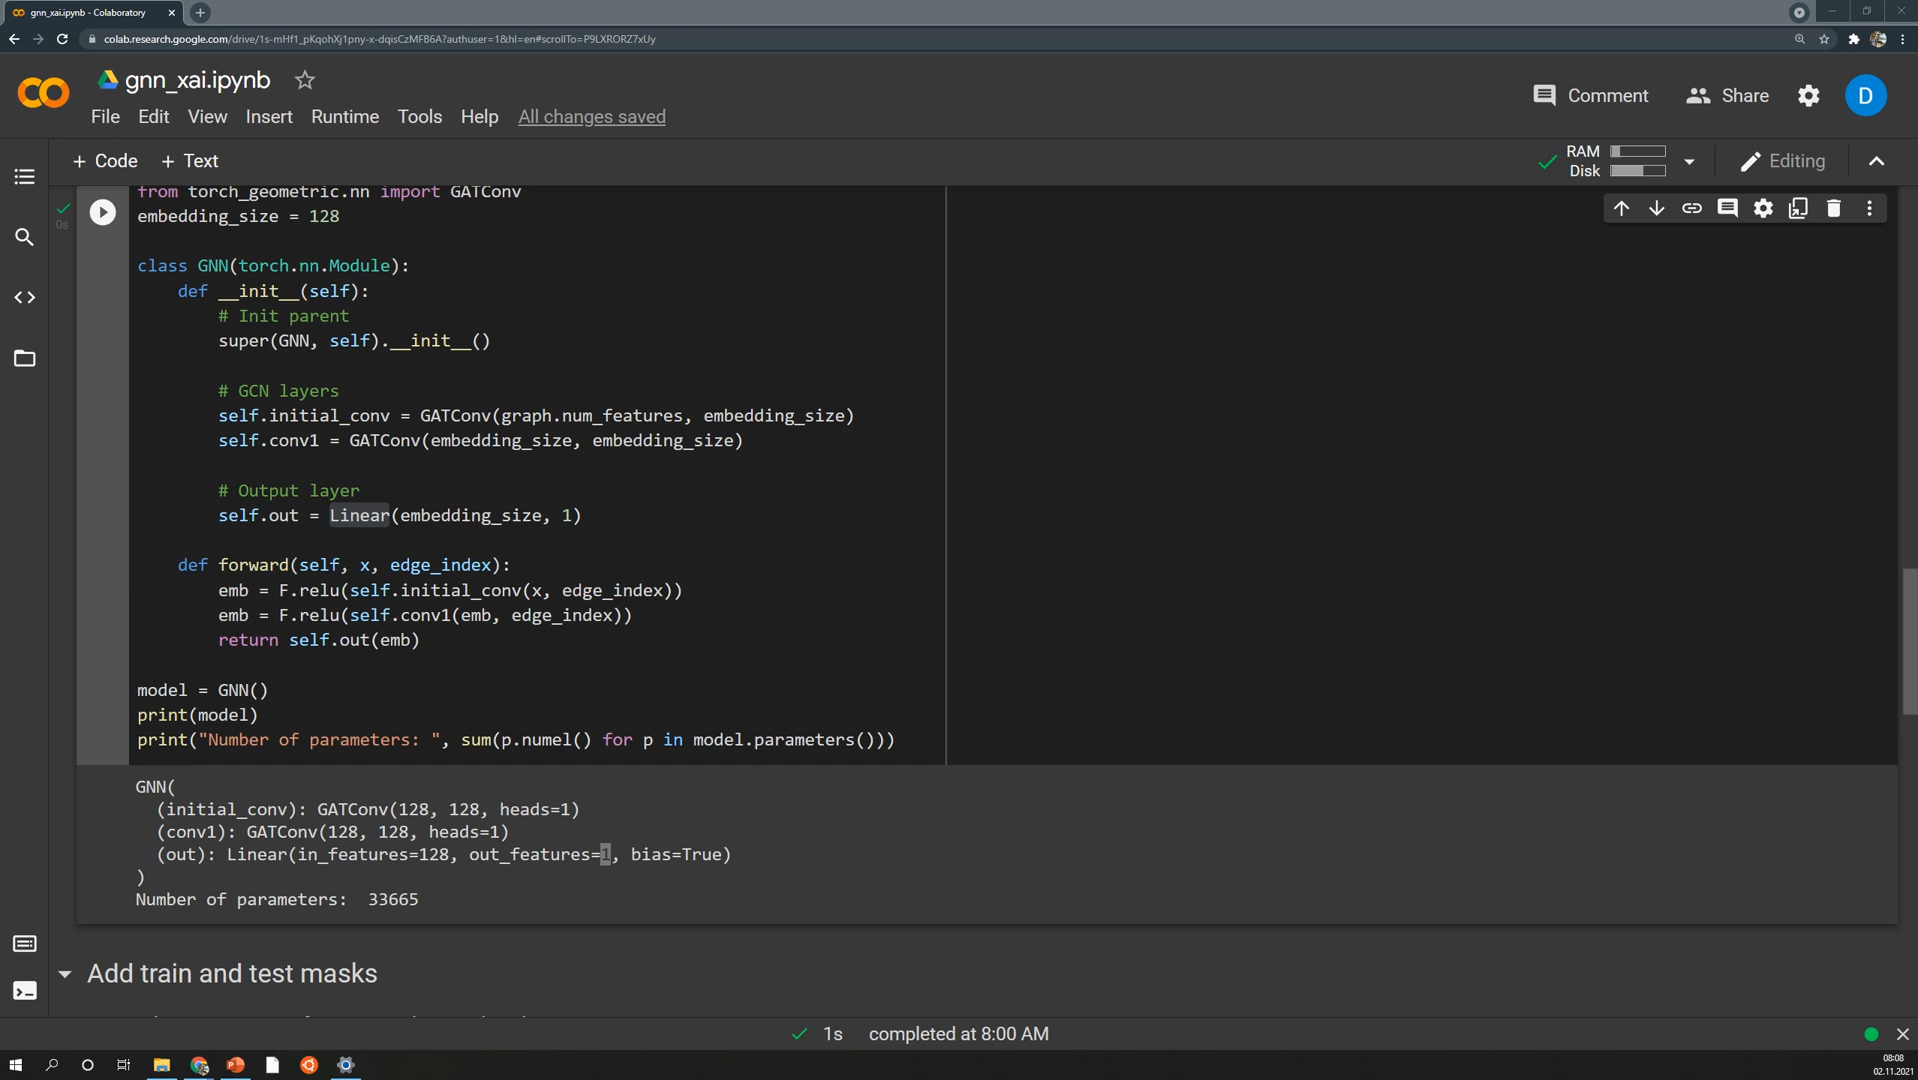 gnn_xai.ipynb - Colaboratory
colab.research.google.com/drive/1s-mHf1_pKqohXj1pny-x-dqisCzMFB6A?authuser=1&hl=en#scrollTo=P9LXRORZ7xUy
gnn_xai.ipynb
Comment
Share
D
File Edit View Insert Runtime Tools Help All changes saved
+ Code + Text
RAM
Disk
Editing
from torch_geometric.nn import GATConv
0s
embedding_size = 128
class GNN(torch.nn.Module):
def __init__(self):
# Init parent
super(GNN, self).__init__()
# GCN layers
self.initial_conv = GATConv(graph.num_features, embedding_size)
self.conv1 = GATConv(embedding_size, embedding_size)
# Output layer
self.out = Linear(embedding_size, 1)
def forward(self, x, edge_index):
emb = F.relu(self.initial_conv(x, edge_index))
emb = F.relu(self.conv1(emb, edge_index))
return self.out(emb)
model = GNN()
print(model)
print("Number of parameters: ", sum(p.numel() for p in model.parameters()))
GNN(
(initial_conv): GATConv(128, 128, heads=1)
(conv1): GATConv(128, 128, heads=1)
(out): Linear(in_features=128, out_features=1, bias=True)
)
Number of parameters:  33665
Add train and test masks
1s completed at 8:00 AM
08:08
02.11.2021